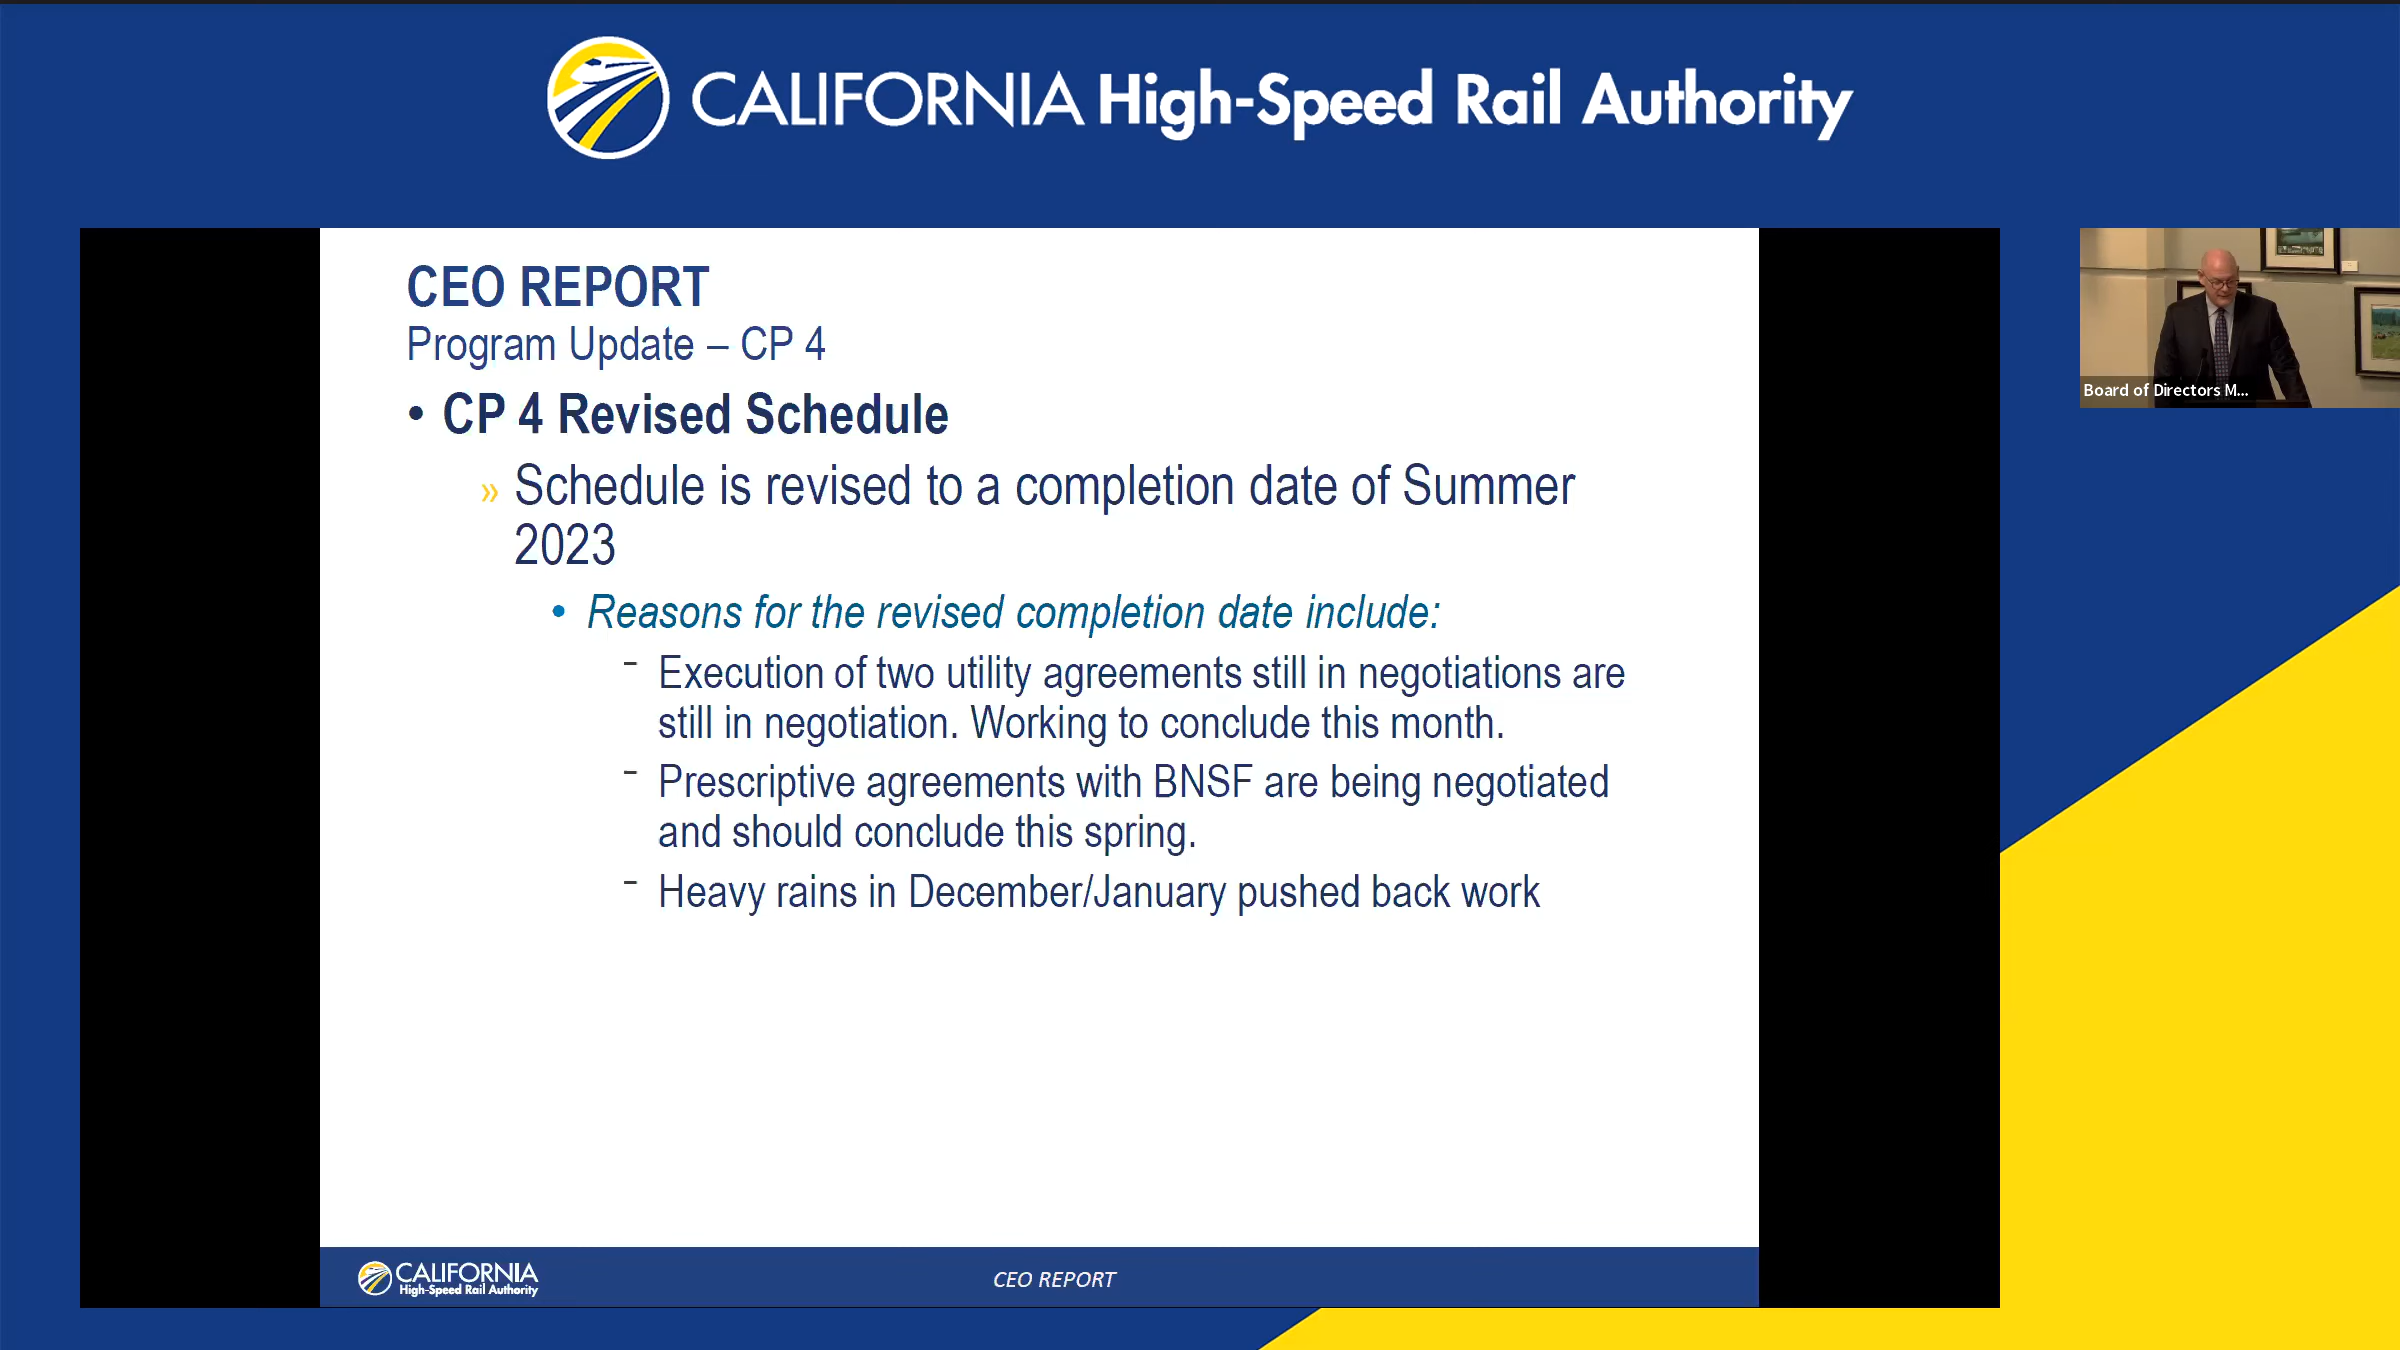 CALIFORNIA High-Speed Rail Authority
CEO REPORT
Program Update – CP 4
• CP 4 Revised Schedule
» Schedule is revised to a completion date of Summer
2023
• Reasons for the revised completion date include:
– Execution of two utility agreements still in negotiations are
still in negotiation. Working to conclude this month.
– Prescriptive agreements with BNSF are being negotiated
and should conclude this spring.
– Heavy rains in December/January pushed back work
Board of Directors M...
CALIFORNIA
High-Speed Rail Authority
CEO REPORT